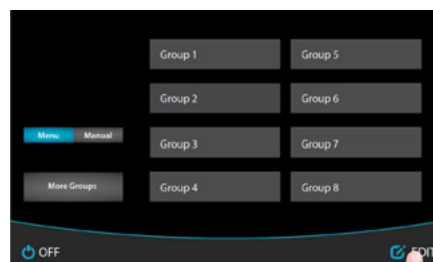 Group 1
Group 5
Group 2
Group 6
Menu
Manual
Group 3
Group 7
More Groups
Group 4
Group 8
OFF
EDIT